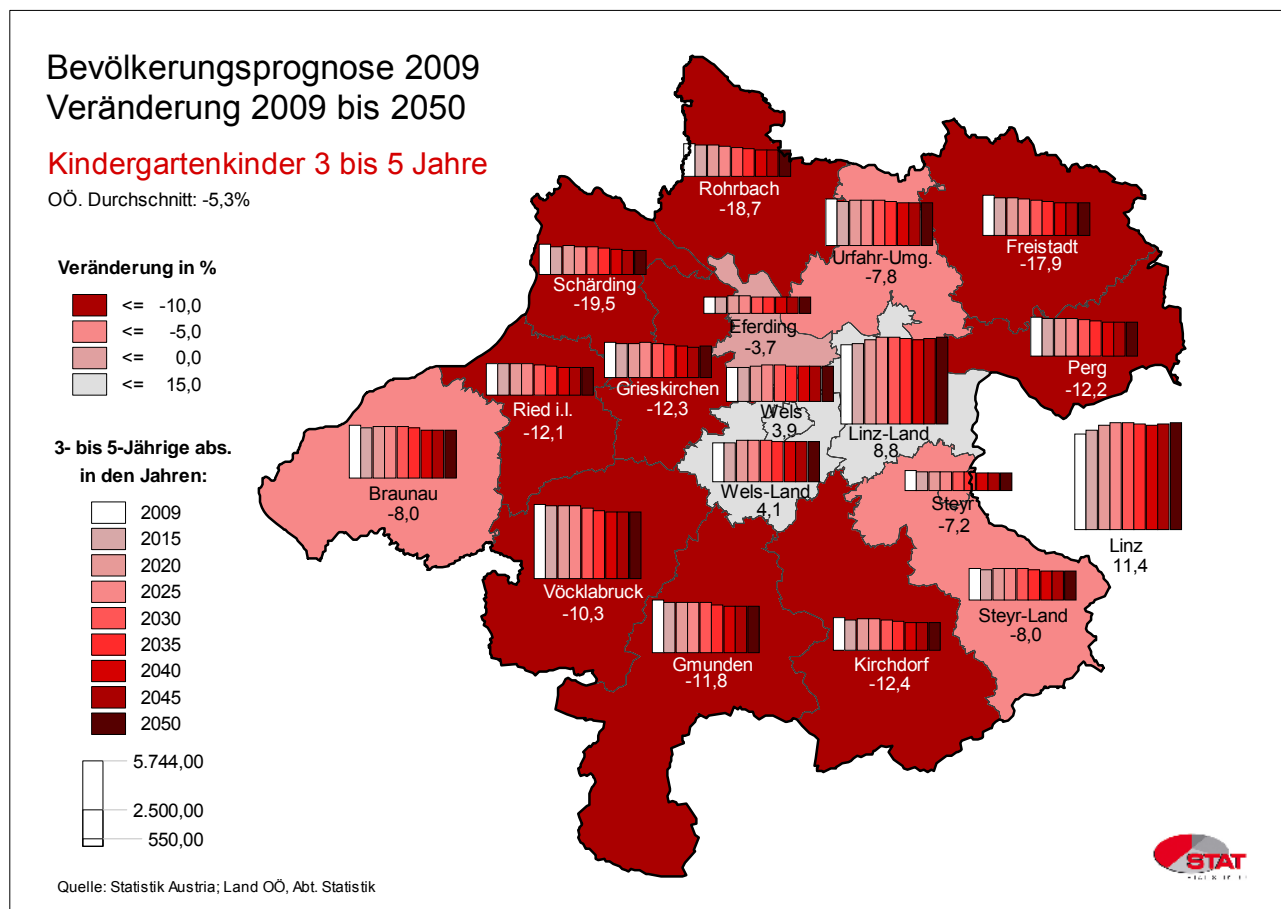 Bevölkerungsprognose 2009
Veränderung 2009 bis 2050
Kindergartenkinder 3 bis 5 Jahre
OÖ. Durchschnitt: -5,3%
Veränderung in %
<= -10,0
<= -5,0
<= 0,0
<= 15,0
3- bis 5-Jährige abs.
in den Jahren:
2009
2015
2020
2025
2030
2035
2040
2045
2050
5.744,00
2.500,00
550,00
Rohrbach
-18,7
Freistadt
-17,9
Urfahr-Umg.
-7,8
Schärding
-19,5
Eferding
-3,7
Perg
-12,2
Grieskirchen
-12,3
Ried i.I.
-12,1
Wels
3,9
Linz-Land
8,8
Braunau
-8,0
Wels-Land
4,1
Steyr
-7,2
Linz
11,4
Vöcklabruck
-10,3
Steyr-Land
-8,0
Gmunden
-11,8
Kirchdorf
-12,4
STAT
Quelle: Statistik Austria; Land OÖ, Abt. Statistik